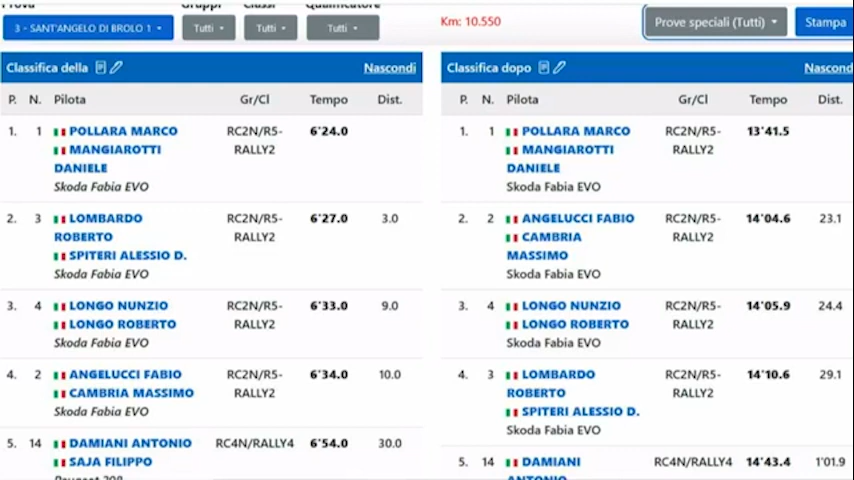 Prova
Gruppi
Classi
Qualificatore
3 - SANT'ANGELO DI BROLO 1
Tutti
Tutti
Tutti
Km: 10.550
Prove speciali (Tutti)
Stampa
Classifica della
Nascondi
P. N. Pilota Gr/Cl Tempo Dist.
1. 1 POLLARA MARCO RC2N/R5- 6'24.0
MANGIAROTTI RALLY2
DANIELE
Skoda Fabia EVO
2. 3 LOMBARDO RC2N/R5- 6'27.0 3.0
ROBERTO RALLY2
SPITERI ALESSIO D.
Skoda Fabia EVO
3. 4 LONGO NUNZIO RC2N/R5- 6'33.0 9.0
LONGO ROBERTO RALLY2
Skoda Fabia EVO
4. 2 ANGELUCCI FABIO RC2N/R5- 6'34.0 10.0
CAMBRIA MASSIMO RALLY2
Skoda Fabia EVO
5. 14 DAMIANI ANTONIO RC4N/RALLY4 6'54.0 30.0
SAJA FILIPPO
Peugeot 208
Classifica dopo
Nascond
P. N. Pilota Gr/Cl Tempo Dist.
1. 1 POLLARA MARCO RC2N/R5- 13'41.5
MANGIAROTTI RALLY2
DANIELE
Skoda Fabia EVO
2. 2 ANGELUCCI FABIO RC2N/R5- 14'04.6 23.1
CAMBRIA RALLY2
MASSIMO
Skoda Fabia EVO
3. 4 LONGO NUNZIO RC2N/R5- 14'05.9 24.4
LONGO ROBERTO RALLY2
Skoda Fabia EVO
4. 3 LOMBARDO RC2N/R5- 14'10.6 29.1
ROBERTO RALLY2
SPITERI ALESSIO D.
Skoda Fabia EVO
5. 14 DAMIANI RC4N/RALLY4 14'43.4 1'01.9
ANTONIO